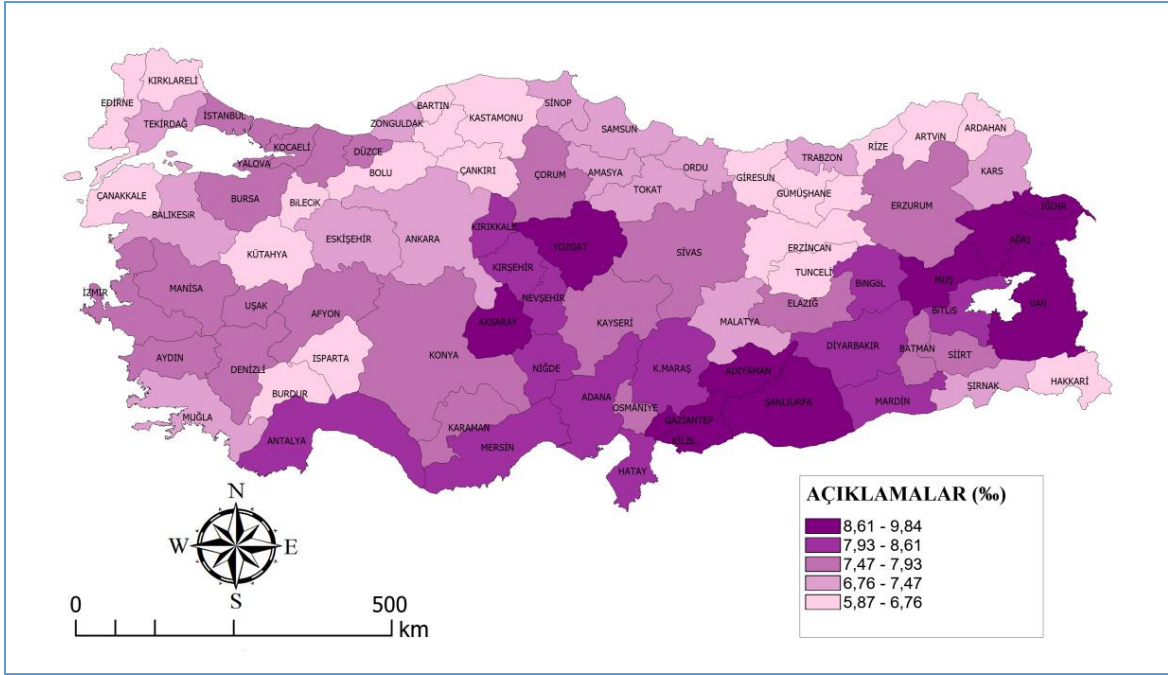 KIRKLARELİ
EDİRNE
TEKİRDAĞ
İSTANBUL
KOCAELİ
YALOVA
DÜZCE
ZONGULDAK
BARTIN
KASTAMONU
SİNOP
SAMSUN
BOLU
ÇANKIRI
ÇORUM
AMASYA
ORDU
TOKAT
GİRESUN
TRABZON
GÜMÜŞHANE
RİZE
ARTVİN
ARDAHAN
KARS
ÇANAKKALE
BALIKESİR
BURSA
BİLECİK
ESKİŞEHİR
ANKARA
KIRIKKALE
YOZGAT
SİVAS
ERZİNCAN
ERZURUM
IĞDIR
AĞRI
KÜTAHYA
KIRŞEHİR
TUNCELİ
BİNGÖL
MUŞ
İZMİR
MANİSA
UŞAK
AFYON
NEVŞEHİR
AKSARAY
KAYSERİ
MALATYA
ELAZIĞ
BİTLİS
VAN
AYDIN
DENİZLİ
ISPARTA
KONYA
NİĞDE
K.MARAŞ
ADIYAMAN
DİYARBAKIR
BATMAN
SİİRT
BURDUR
MUĞLA
ANTALYA
KARAMAN
MERSİN
ADANA
OSMANİYE
GAZİANTEP
KİLİS
ŞANLIURFA
MARDİN
ŞIRNAK
HAKKARİ
HATAY
N
W
E
S
0
500
km
AÇIKLAMALAR (‰)
8,61 - 9,84
7,93 - 8,61
7,47 - 7,93
6,76 - 7,47
5,87 - 6,76